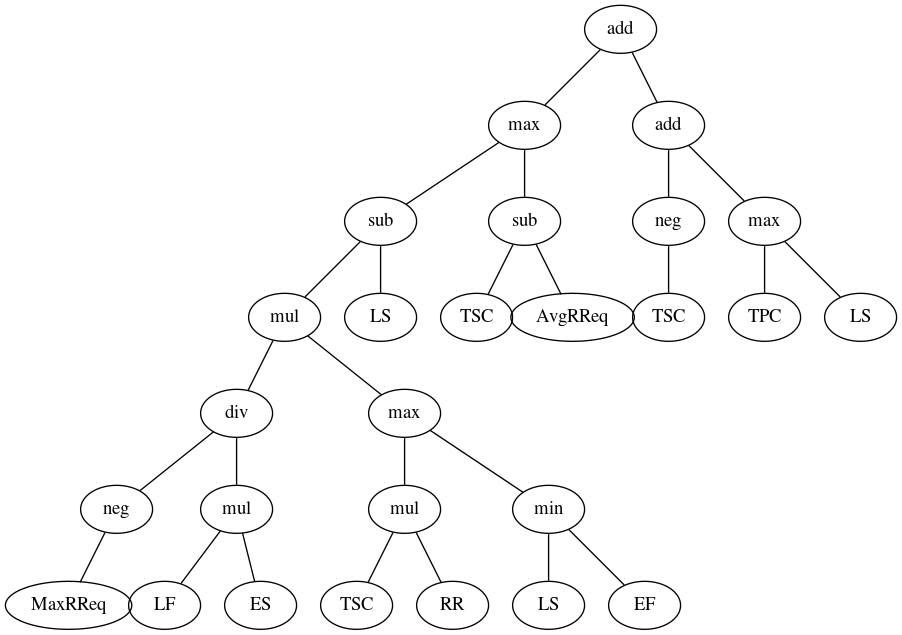 add
max add
sub sub neg max
mul LS TSC AvgRReq TSC TPC LS
div max
neg mul mul min
MaxRReq LF ES TSC RR LS EF